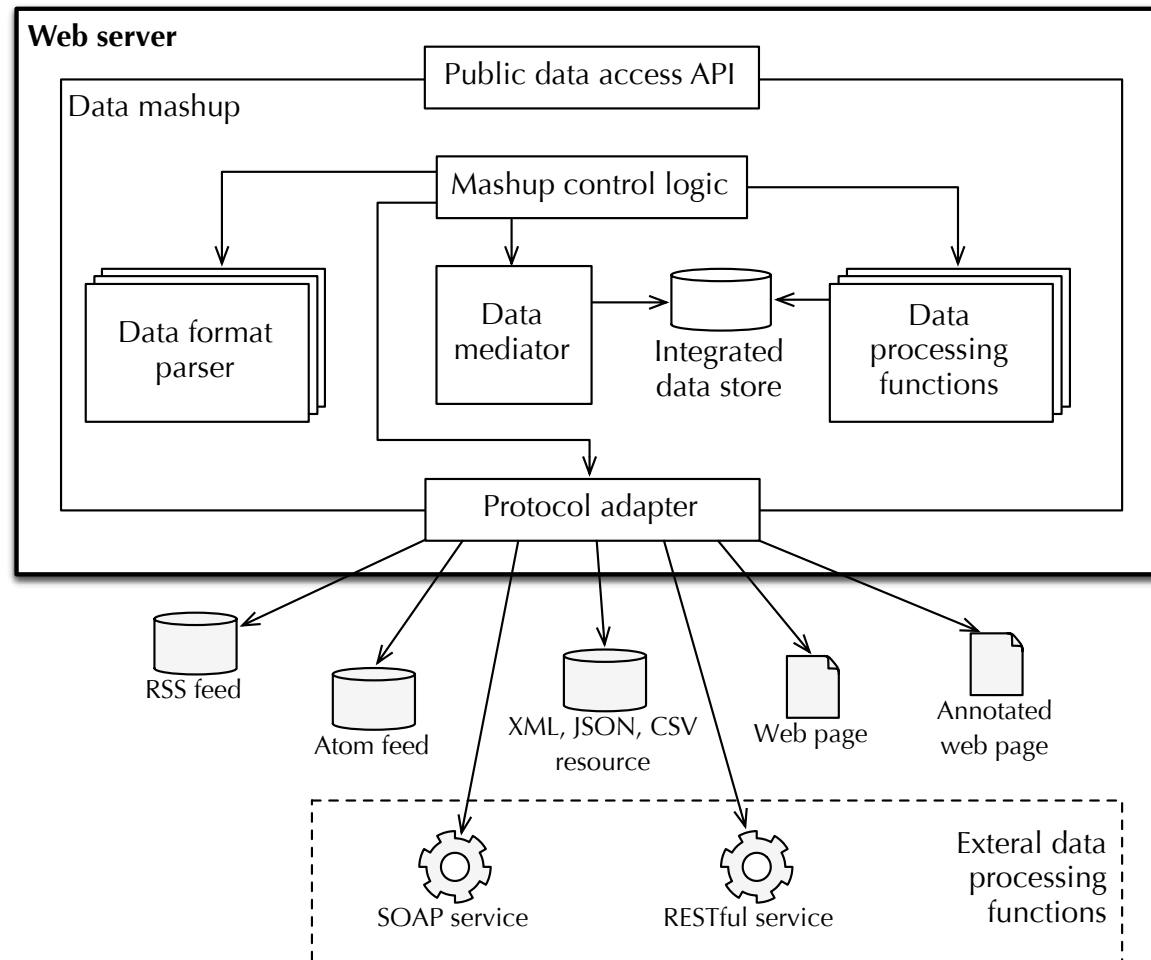 Web server
Public data access API
Data mashup
Mashup control logic
Data format
parser
Data
mediator
Integrated
data store
Data
processing
functions
Protocol adapter
RSS feed
Atom feed
XML, JSON, CSV
resource
Web page
Annotated
web page
SOAP service
RESTful service
Exteral data
processing
functions